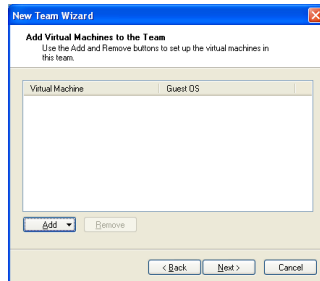 New Team Wizard
Add Virtual Machines to the Team
Use the Add and Remove buttons to set up the virtual machines in
this team.
Virtual Machine Guest OS
Add Remove
< Back Next > Cancel